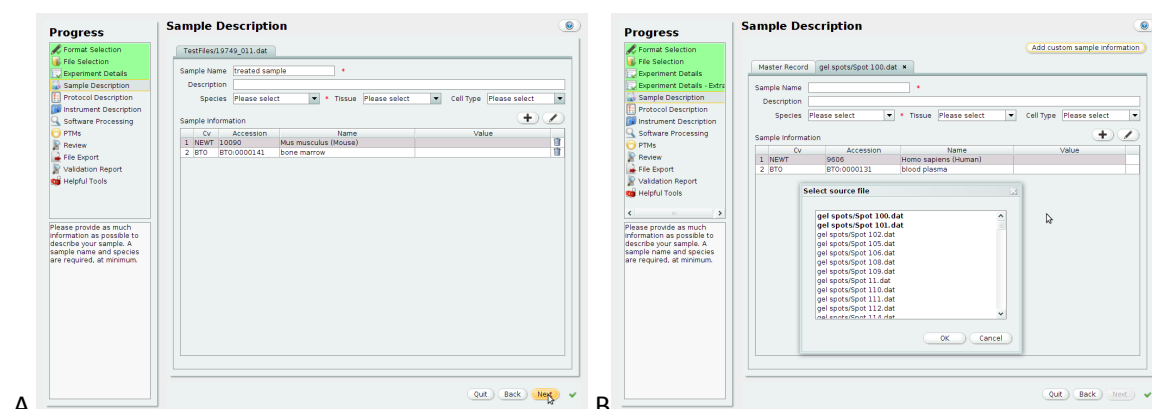 Progress
Format Selection
File Selection
Experiment Details
Sample Description
Protocol Description
Instrument Description
Software Processing
PTMs
Review
File Export
Validation Report
Helpful Tools
Please provide as much
information as possible to
describe your sample. A
sample name and species
are required, at minimum.
Sample Description
TestFiles/19749_011.dat
Sample Name treated sample *
Description
Species Please select * Tissue Please select Cell Type Please select
Sample Information
Cv Accession Name Value
1 NEWT 10090 Mus musculus (Mouse)
2 BTO BTO:0000141 bone marrow
Quit Back Next
A
Progress
Format Selection
File Selection
Experiment Details
Experiment Details - Extra
Sample Description
Protocol Description
Instrument Description
Software Processing
PTMs
Review
File Export
Validation Report
Helpful Tools
Please provide as much
information as possible to
describe your sample. A
sample name and species
are required, at minimum.
Sample Description
Add custom sample information
Master Record gel spots/Spot 100.dat ×
Sample Name *
Description
Species Please select * Tissue Please select Cell Type Please select
Sample Information
Cv Accession Name Value
1 NEWT 9606 Homo sapiens (Human)
2 BTO BTO:0000131 blood plasma
Select source file
gel spots/Spot 100.dat
gel spots/Spot 101.dat
gel spots/Spot 102.dat
gel spots/Spot 105.dat
gel spots/Spot 106.dat
gel spots/Spot 108.dat
gel spots/Spot 109.dat
gel spots/Spot 11.dat
gel spots/Spot 110.dat
gel spots/Spot 111.dat
gel spots/Spot 112.dat
gel spots/Spot 114.dat
OK Cancel
Quit Back Next
B